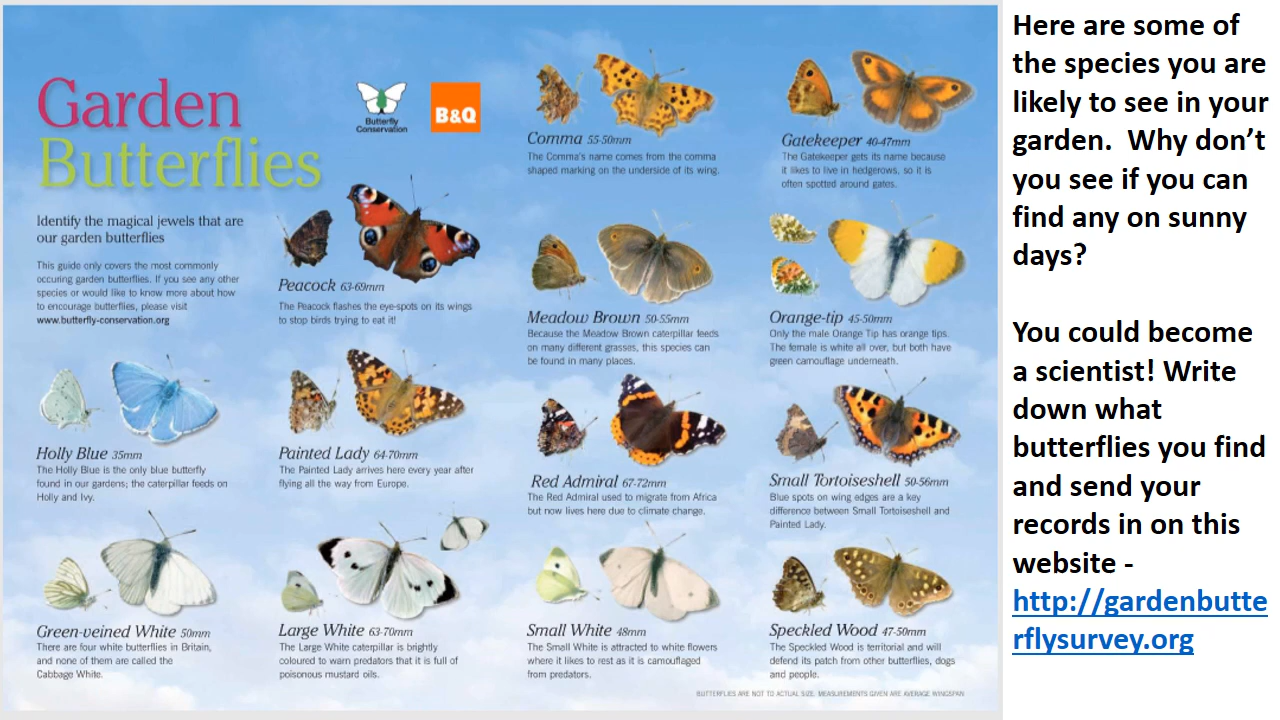 Garden
Butterflies
Butterfly
Conservation
B&Q
Identify the magical jewels that are
our garden butterflies
This guide only covers the most commonly
occuring garden butterflies. If you see any other
species or would like to know more about how
to encourage butterflies, please visit
www.butterfly-conservation.org
Peacock 63-69mm
The Peacock flashes the eye-spots on its wings
to stop birds trying to eat it!
Comma 55-50mm
The Comma's name comes from the comma
shaped marking on the underside of its wing.
Gatekeeper 40-47mm
The Gatekeeper gets its name because
it likes to live in hedgerows, so it is
often spotted around gates.
Meadow Brown 50-55mm
Because the Meadow Brown caterpillar feeds
on many different grasses, this species can
be found in many places.
Orange-tip 45-50mm
Only the male Orange Tip has orange tips.
The female is white all over, but both have
green camouflage underneath.
Holly Blue 35mm
The Holly Blue is the only blue butterfly
found in our gardens; the caterpillar feeds on
Holly and Ivy.
Painted Lady 64-70mm
The Painted Lady arrives here every year after
flying all the way from Europe.
Red Admiral 67-72mm
The Red Admiral used to migrate from Africa
but now lives here due to climate change.
Small Tortoiseshell 50-56mm
Blue spots on wing edges are a key
difference between Small Tortoiseshell and
Painted Lady.
Green-veined White 50mm
There are four white butterflies in Britain,
and none of them are called the
Cabbage White.
Large White 63-70mm
The Large White caterpillar is brightly
coloured to warn predators that it is full of
poisonous mustard oils.
Small White 48mm
The Small White is attracted to white flowers
where it likes to rest as it is camouflaged
from predators.
Speckled Wood 47-50mm
The Speckled Wood is territorial and will
defend its patch from other butterflies, dogs
and people.
BUTTERFLIES ARE NOT TO ACTUAL SIZE. MEASUREMENTS GIVEN ARE AVERAGE WINGSPAN
Here are some of
the species you are
likely to see in your
garden. Why don't
you see if you can
find any on sunny
days?
You could become
a scientist! Write
down what
butterflies you find
and send your
records in on this
website -
http://gardenbutte
rflysurvey.org